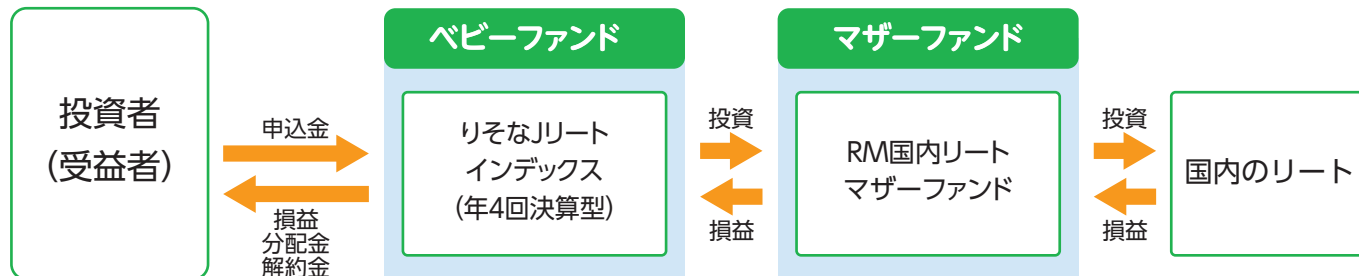 投資者
(受益者)
申込金
損益
分配金
解約金
ベビーファンド
りそなJリート
インデックス
(年4回決算型)
投資
損益
マザーファンド
RM国内リート
マザーファンド
投資
損益
国内のリート